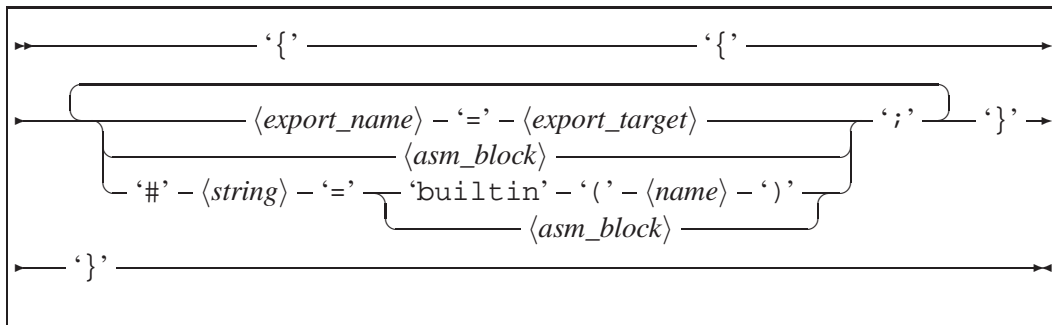 ‘{’ ‘{’
⟨export_name⟩ ‘=’ ⟨export_target⟩ ‘;’ ‘}’
⟨asm_block⟩
‘#’ ⟨string⟩ ‘=’ ‘builtin’ ‘(’ ⟨name⟩ ‘)’
⟨asm_block⟩
‘}’